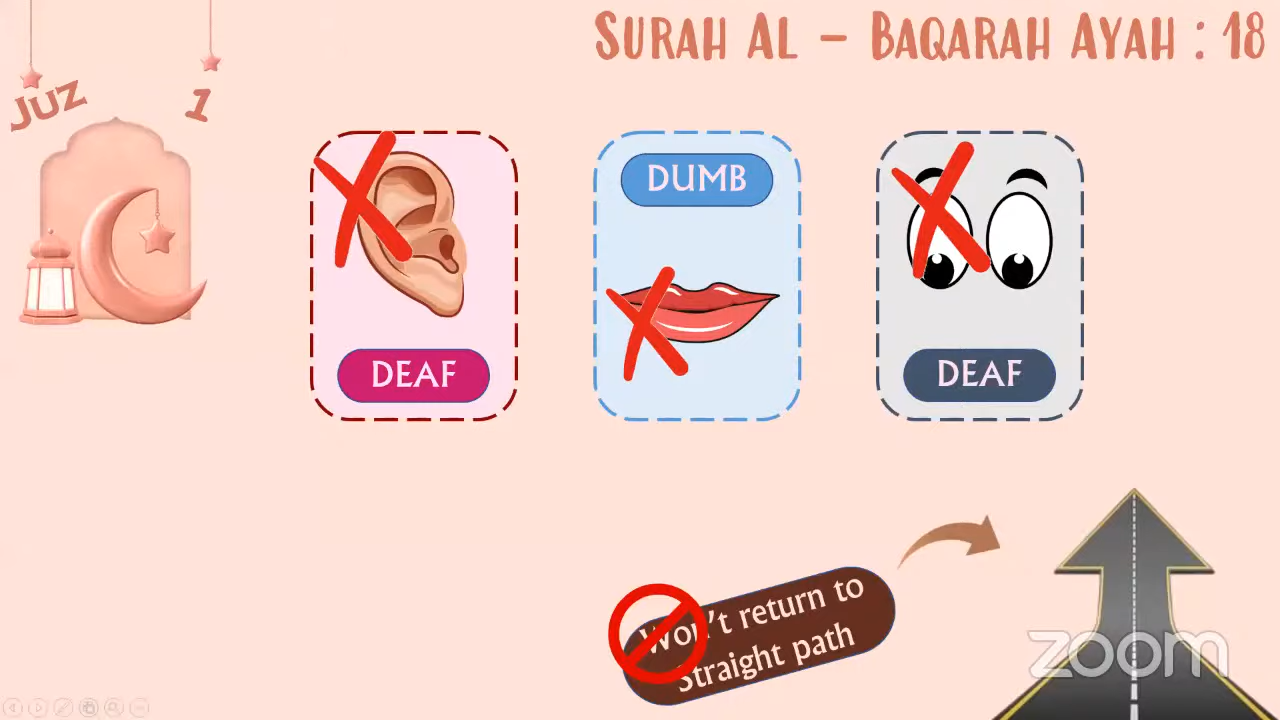 SURAH AL - BAQARAH AYAH : 18
JUZ 1
DUMB
DEAF
DEAF
Won't return to
Straight path
zoom